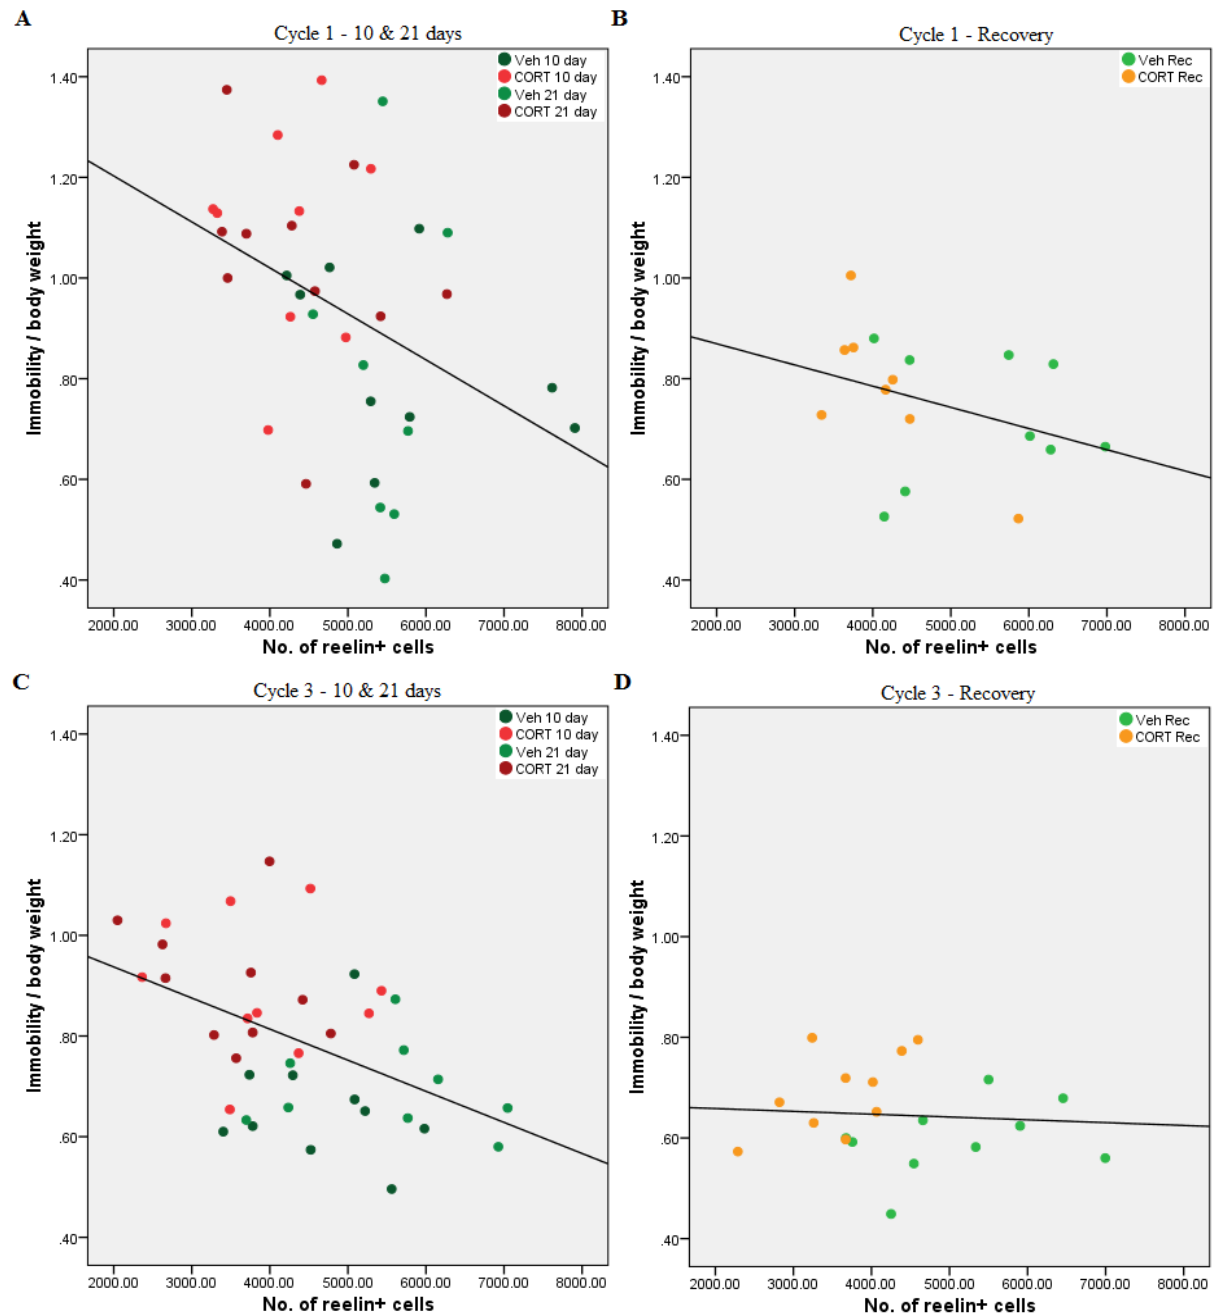 A
Cycle 1 - 10 & 21 days
Veh 10 day
CORT 10 day
Veh 21 day
CORT 21 day
1.40
1.20
1.00
.80
.60
.40
Immobility / body weight
2000.00 3000.00 4000.00 5000.00 6000.00 7000.00 8000.00
No. of reelin+ cells
B
Cycle 1 - Recovery
Veh Rec
CORT Rec
1.40
1.20
1.00
.80
.60
.40
Immobility / body weight
2000.00 3000.00 4000.00 5000.00 6000.00 7000.00 8000.00
No. of reelin+ cells
C
Cycle 3 - 10 & 21 days
Veh 10 day
CORT 10 day
Veh 21 day
CORT 21 day
1.40
1.20
1.00
.80
.60
.40
Immobility / body weight
2000.00 3000.00 4000.00 5000.00 6000.00 7000.00 8000.00
No. of reelin+ cells
D
Cycle 3 - Recovery
Veh Rec
CORT Rec
1.40
1.20
1.00
.80
.60
.40
Immobility / body weight
2000.00 3000.00 4000.00 5000.00 6000.00 7000.00 8000.00
No. of reelin+ cells